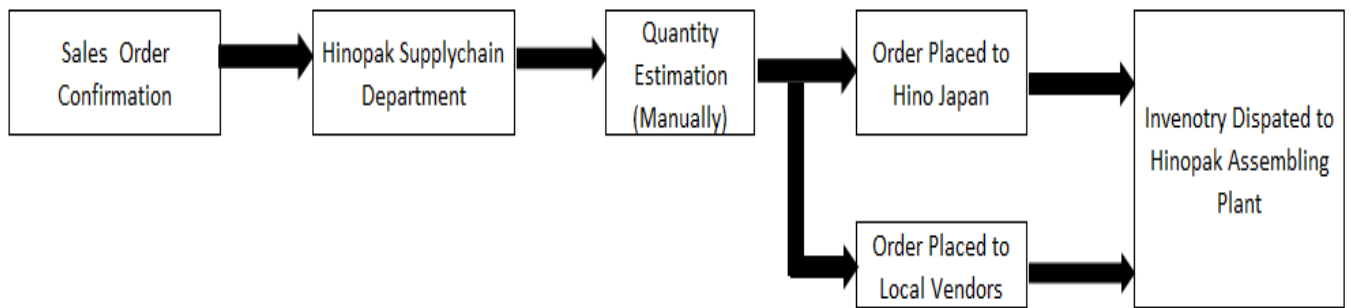 Sales Order
Confirmation
Hinopak Supplychain
Department
Quantity
Estimation
(Manually)
Order Placed to
Hino Japan
Order Placed to
Local Vendors
Invenotry Dispated to
Hinopak Assembling
Plant